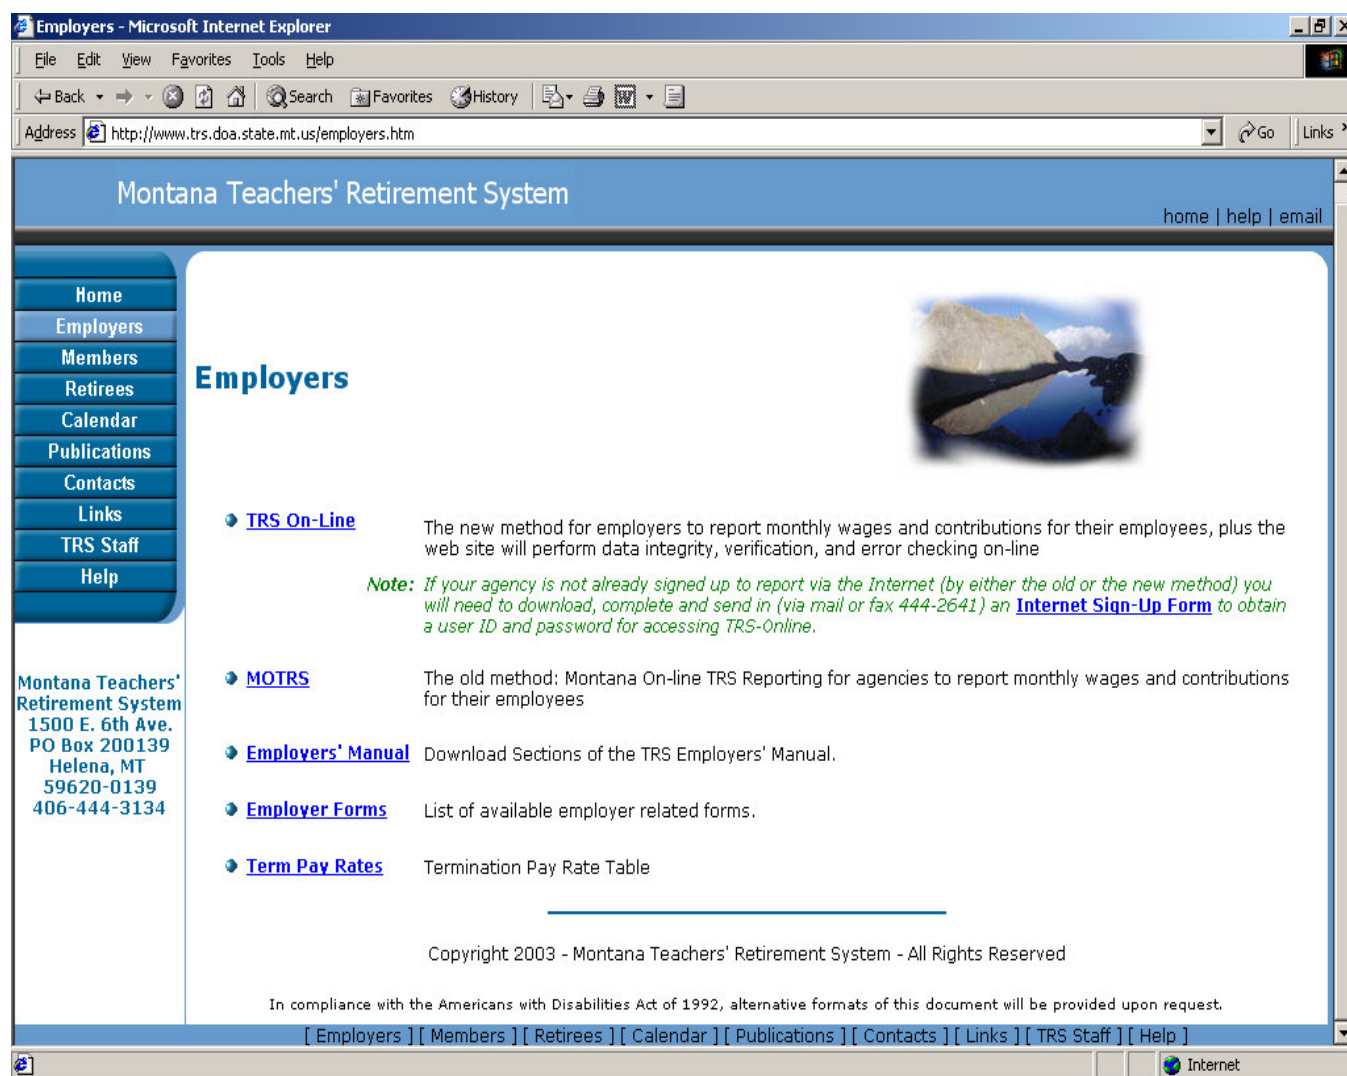 Employers - Microsoft Internet Explorer
File Edit View Favorites Tools Help
Back Search Favorites History
Address http://www.trs.doa.state.mt.us/employers.htm Go Links
Montana Teachers' Retirement System
home | help | email
Home
Employers
Members
Retirees
Calendar
Publications
Contacts
Links
TRS Staff
Help
Montana Teachers'
Retirement System
1500 E. 6th Ave.
PO Box 200139
Helena, MT
59620-0139
406-444-3134
Employers
TRS On-Line The new method for employers to report monthly wages and contributions for their employees, plus the
web site will perform data integrity, verification, and error checking on-line
Note: If your agency is not already signed up to report via the Internet (by either the old or the new method) you
will need to download, complete and send in (via mail or fax 444-2641) an Internet Sign-Up Form to obtain
a user ID and password for accessing TRS-Online.
MOTRS The old method: Montana On-line TRS Reporting for agencies to report monthly wages and contributions
for their employees
Employers' Manual Download Sections of the TRS Employers' Manual.
Employer Forms List of available employer related forms.
Term Pay Rates Termination Pay Rate Table
Copyright 2003 - Montana Teachers' Retirement System - All Rights Reserved
In compliance with the Americans with Disabilities Act of 1992, alternative formats of this document will be provided upon request.
[ Employers ] [ Members ] [ Retirees ] [ Calendar ] [ Publications ] [ Contacts ] [ Links ] [ TRS Staff ] [ Help ]
Internet